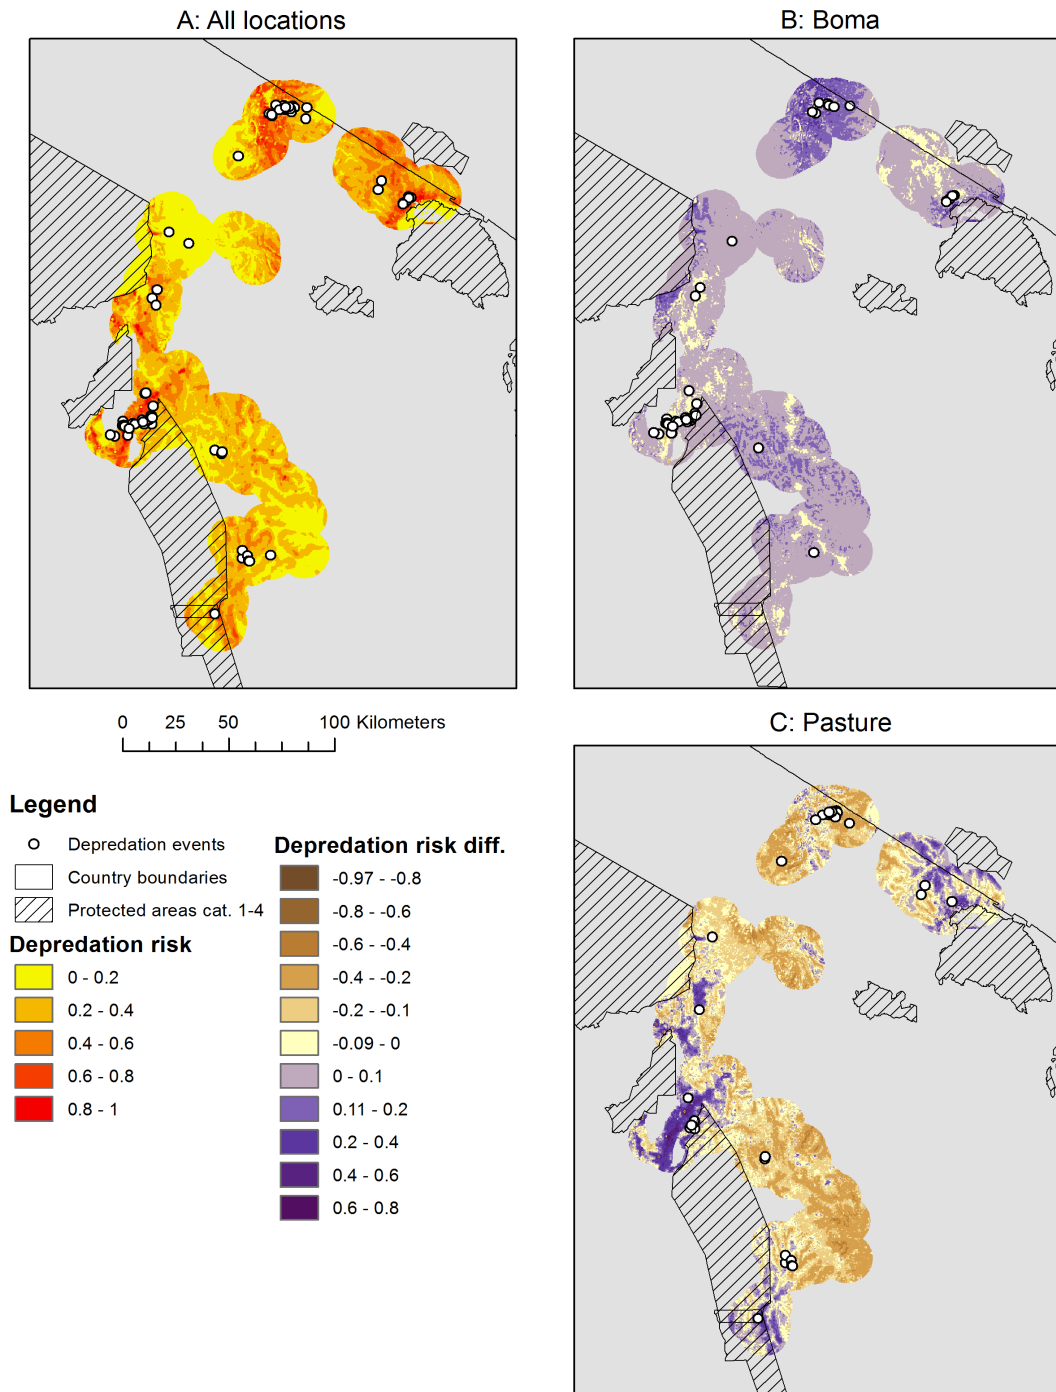 A: All locations
B: Boma
0 25 50 100 Kilometers
C: Pasture
Legend
Depredation events
Country boundaries
Protected areas cat. 1-4
Depredation risk
0 - 0.2
0.2 - 0.4
0.4 - 0.6
0.6 - 0.8
0.8 - 1
Depredation risk diff.
-0.97 - -0.8
-0.8 - -0.6
-0.6 - -0.4
-0.4 - -0.2
-0.2 - -0.1
-0.09 - 0
0 - 0.1
0.11 - 0.2
0.2 - 0.4
0.4 - 0.6
0.6 - 0.8